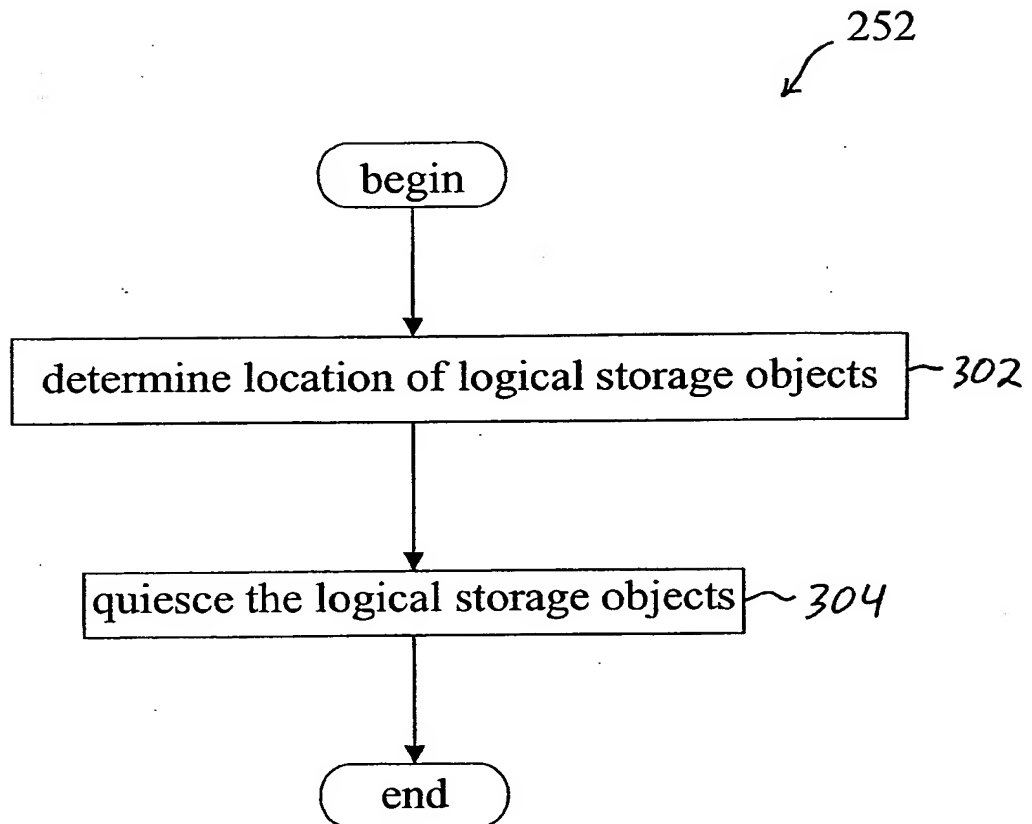 252
begin
determine location of logical storage objects 302
quiesce the logical storage objects 304
end